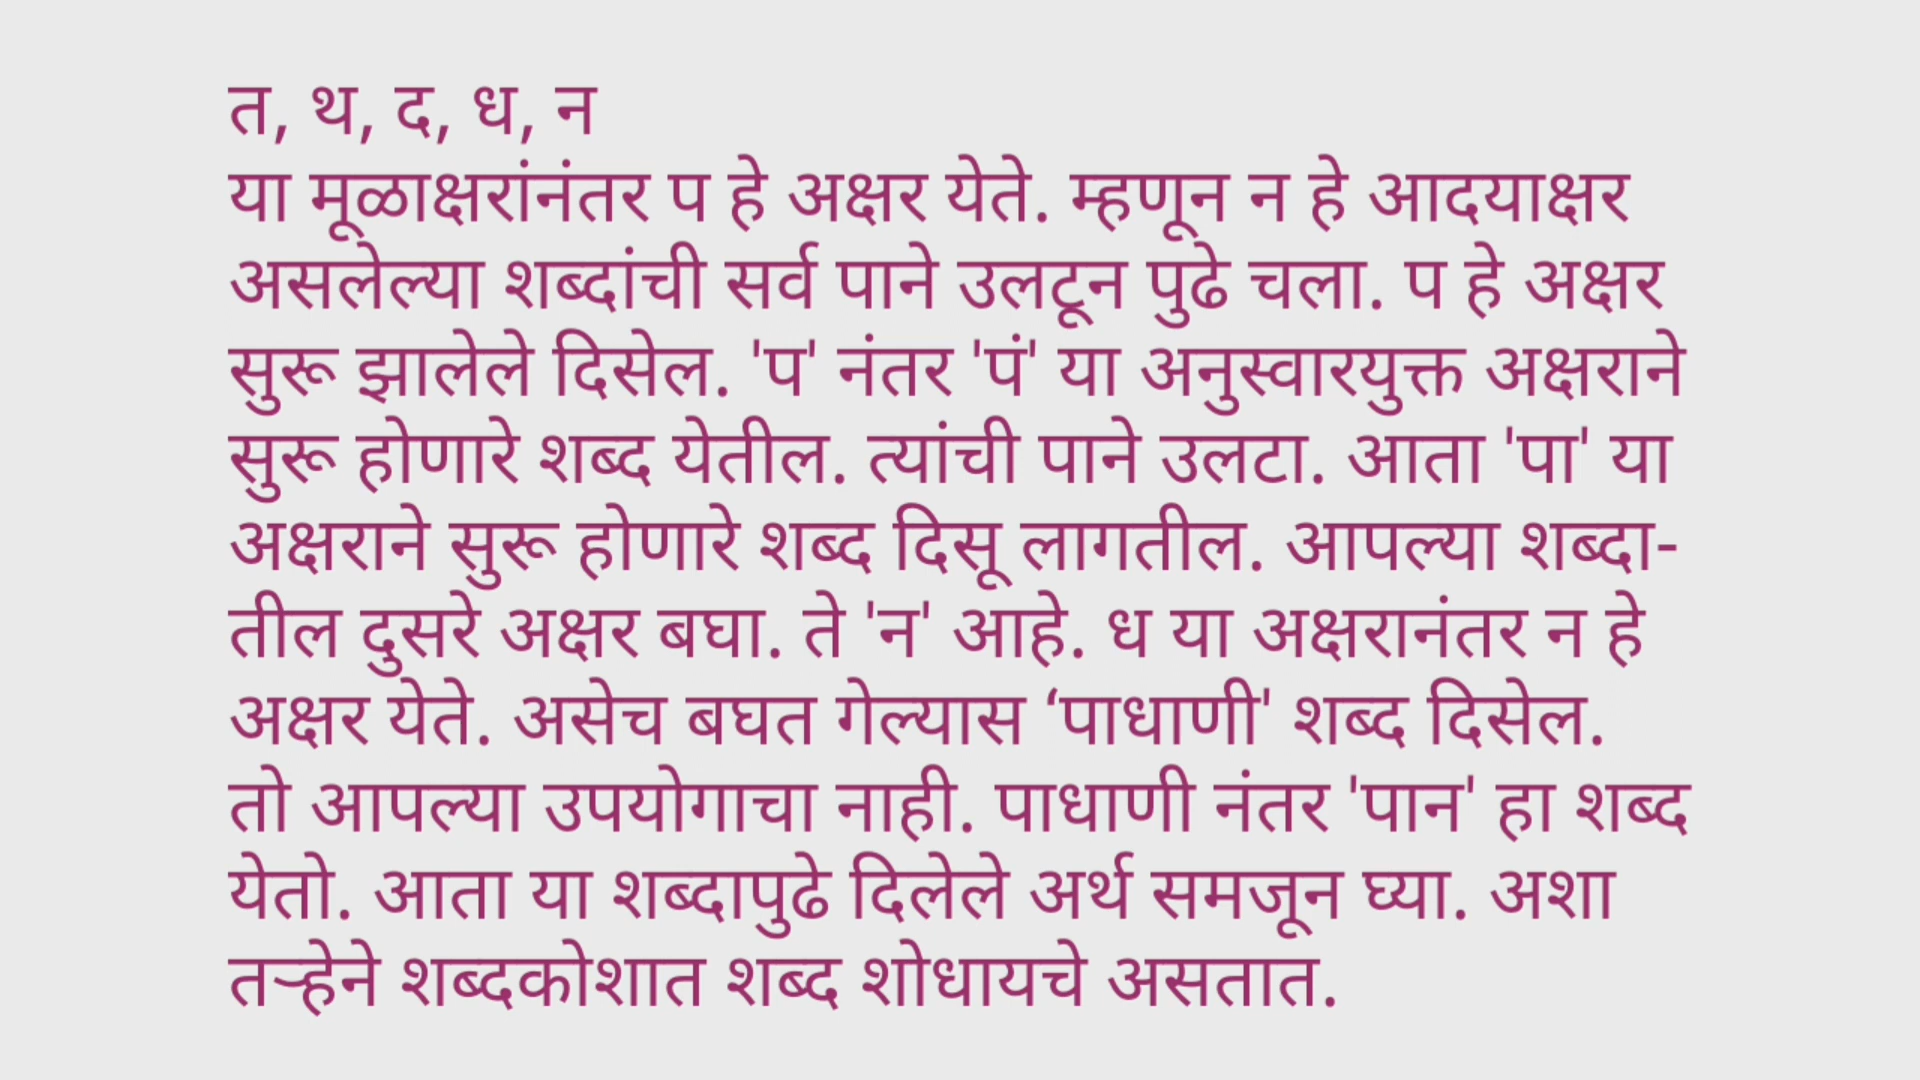 त, थ, द, ध, न
या मूळाक्षरांनंतर प हे अक्षर येते. म्हणून न हे आदयाक्षर
असलेल्या शब्दांची सर्व पाने उलटून पुढे चला. प हे अक्षर
सुरू झालेले दिसेल. 'प' नंतर 'पं' या अनुस्वारयुक्त अक्षराने
सुरू होणारे शब्द येतील. त्यांची पाने उलटा. आता 'पा' या
अक्षराने सुरू होणारे शब्द दिसू लागतील. आपल्या शब्दा-
तील दुसरे अक्षर बघा. ते 'न' आहे. ध या अक्षरानंतर न हे
अक्षर येते. असेच बघत गेल्यास ‘पाधाणी' शब्द दिसेल.
तो आपल्या उपयोगाचा नाही. पाधाणी नंतर 'पान' हा शब्द
येतो. आता या शब्दापुढे दिलेले अर्थ समजून घ्या. अशा
तऱ्हेने शब्दकोशात शब्द शोधायचे असतात.